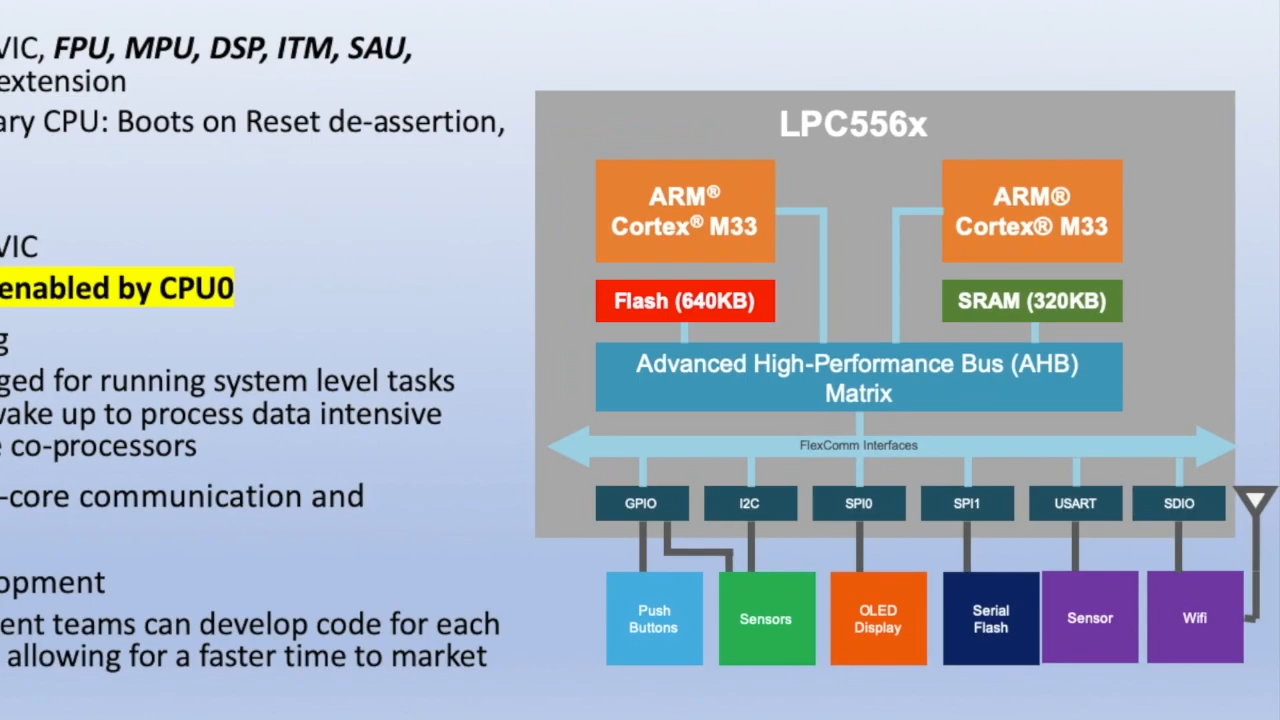 VIC, FPU, MPU, DSP, ITM, SAU,
extension
ary CPU: Boots on Reset de-assertion,
VIC
enabled by CPU0
g
ged for running system level tasks
wake up to process data intensive
e co-processors
-core communication and
opment
ent teams can develop code for each
allowing for a faster time to market
LPC556x
ARM®
Cortex® M33
ARM®
Cortex® M33
Flash (640KB)
SRAM (320KB)
Advanced High-Performance Bus (AHB)
Matrix
FlexComm Interfaces
GPIO
I2C
SPI0
SPI1
USART
SDIO
Push
Buttons
Sensors
OLED
Display
Serial
Flash
Sensor
Wifi